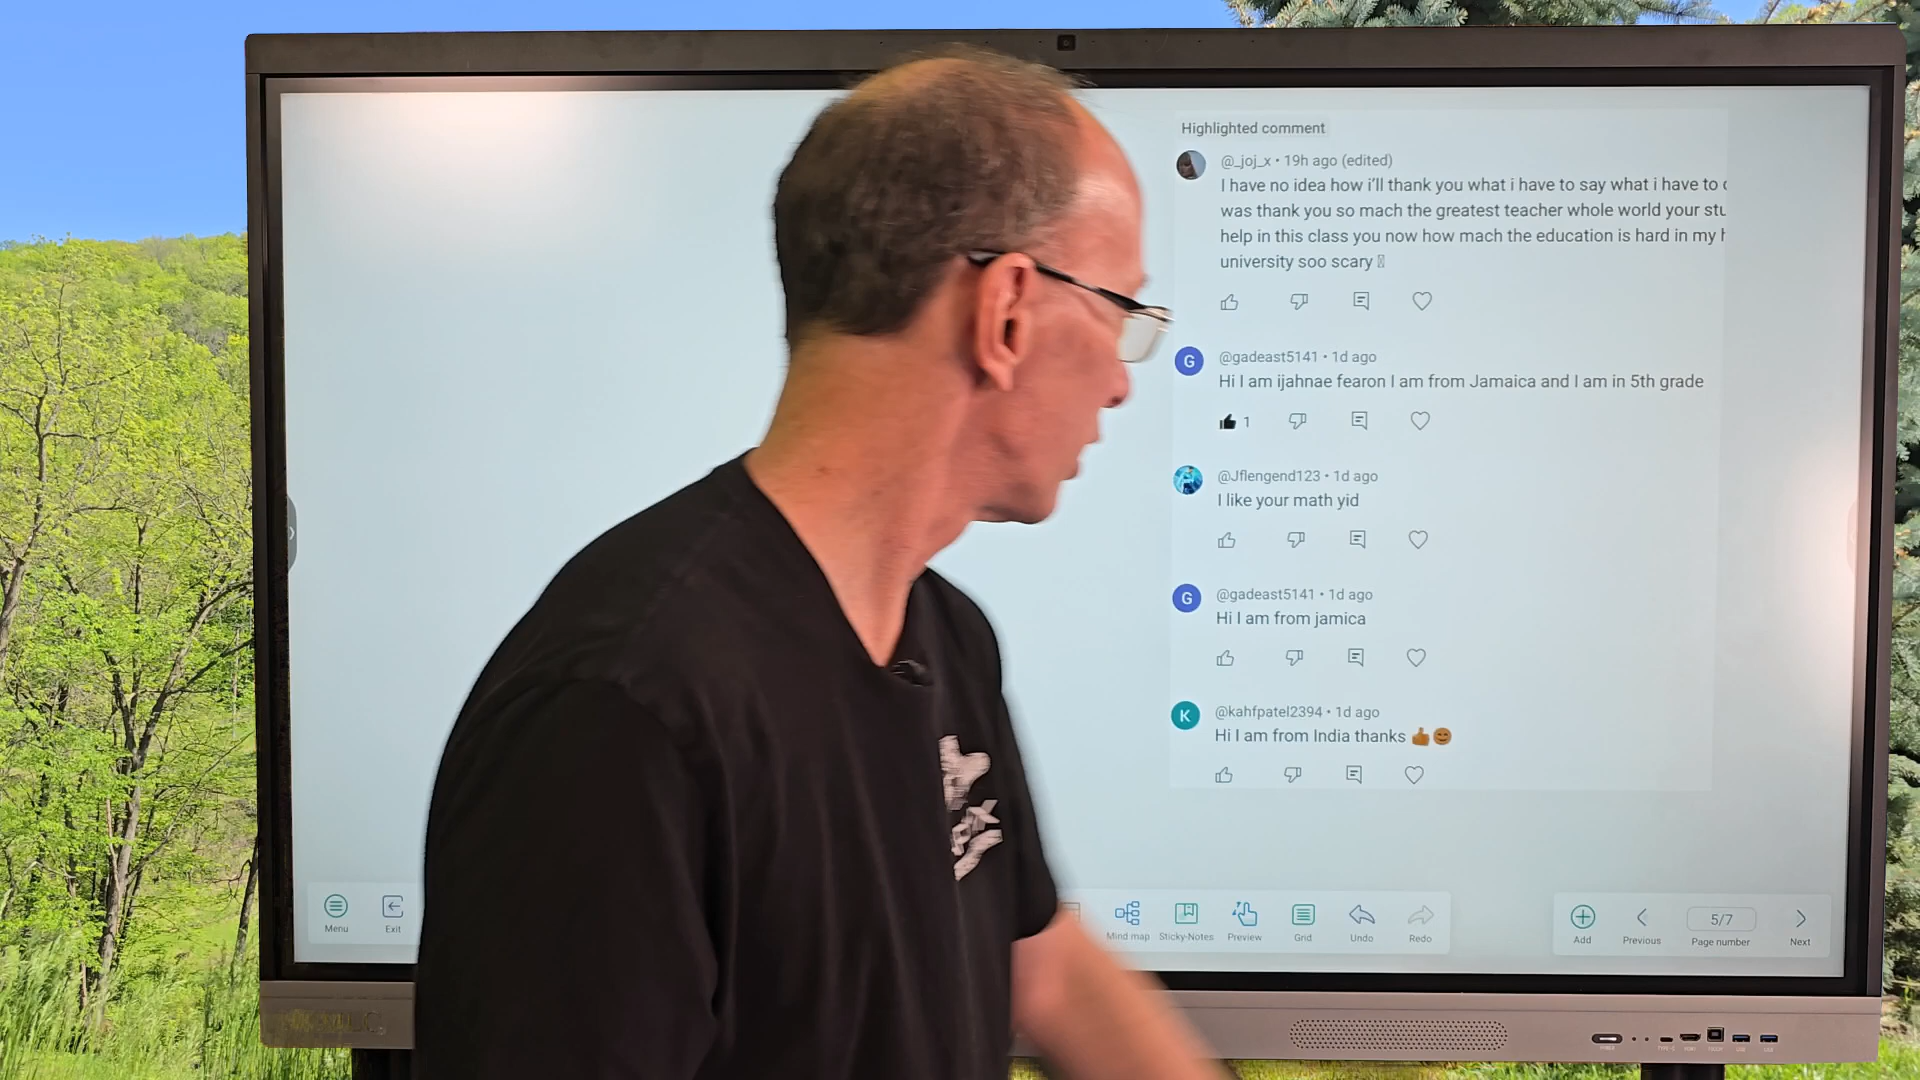 Highlighted comment
@_joj_x • 19h ago (edited)
I have no idea how i'll thank you what i have to say what i have to
was thank you so mach the greatest teacher whole world your stu
help in this class you now how mach the education is hard in my
university soo scary
@gadeast5141 • 1d ago
Hi I am ijahnae fearon I am from Jamaica and I am in 5th grade
1
@Jflengend123 • 1d ago
I like your math yid
G
@gadeast5141 • 1d ago
Hi I am from jamica
K
@kahfpatel2394 • 1d ago
Hi I am from India thanks 👍😊
Menu Exit Mind map Sticky-Notes Preview Grid Undo Redo Add Previous 5/7 Page number Next